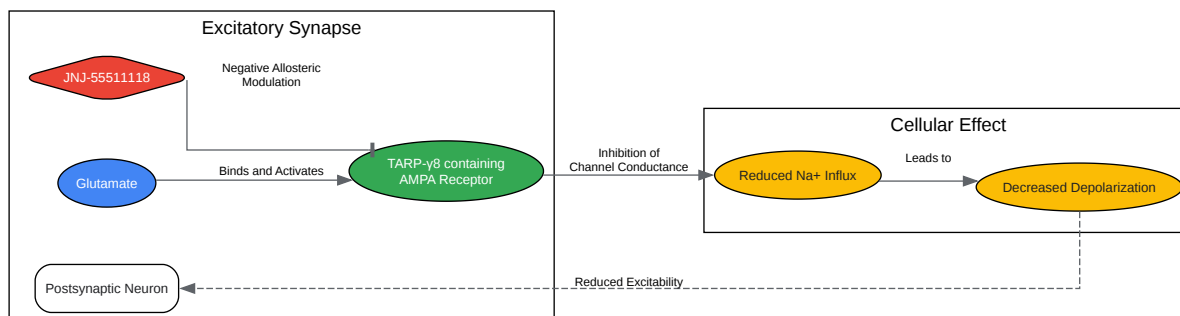 Excitatory Synapse
JNJ-55511118
Negative Allosteric
Modulation
Glutamate
Binds and Activates
TARP-γ8 containing
AMPA Receptor
Inhibition of
Channel Conductance
Cellular Effect
Reduced Na+ Influx
Leads to
Decreased Depolarization
Postsynaptic Neuron
Reduced Excitability